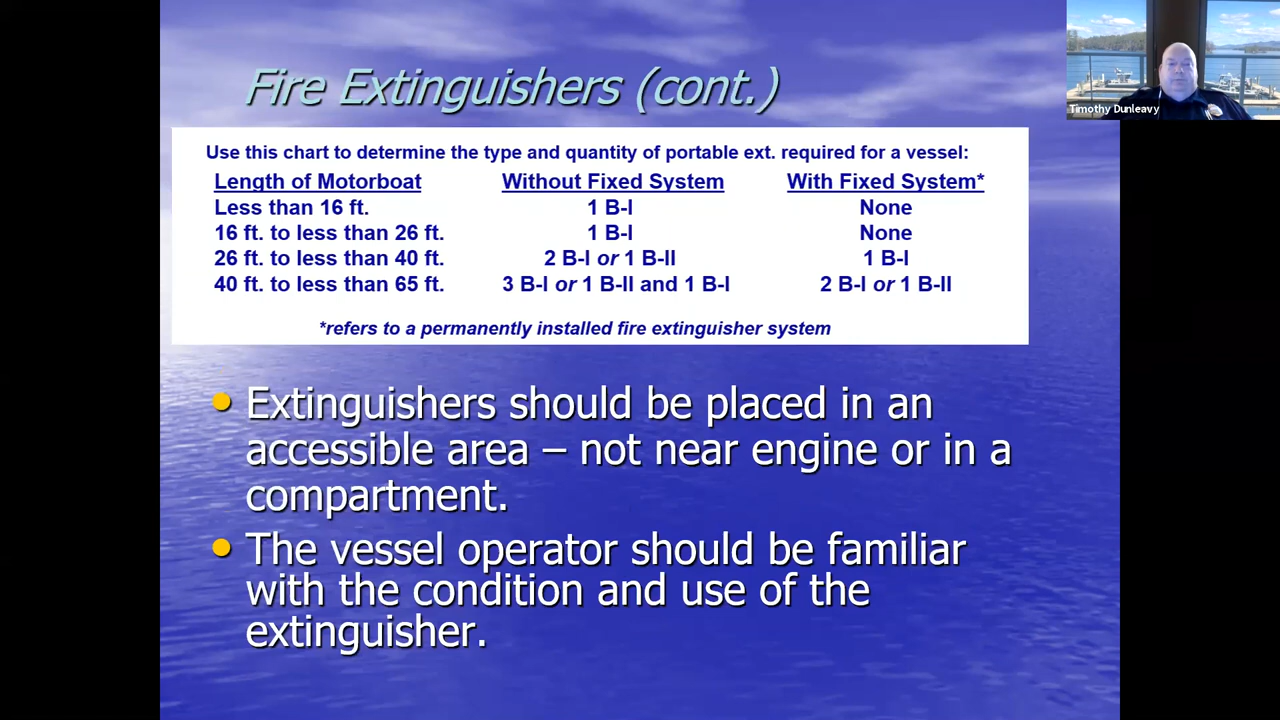 Fire Extinguishers (cont.)
Timothy Dunleavy
Use this chart to determine the type and quantity of portable ext. required for a vessel:
Length of Motorboat Without Fixed System With Fixed System*
Less than 16 ft. 1 B-I None
16 ft. to less than 26 ft. 1 B-I None
26 ft. to less than 40 ft. 2 B-I or 1 B-II 1 B-I
40 ft. to less than 65 ft. 3 B-I or 1 B-II and 1 B-I 2 B-I or 1 B-II
*refers to a permanently installed fire extinguisher system
• Extinguishers should be placed in an
accessible area – not near engine or in a
compartment.
• The vessel operator should be familiar
with the condition and use of the
extinguisher.